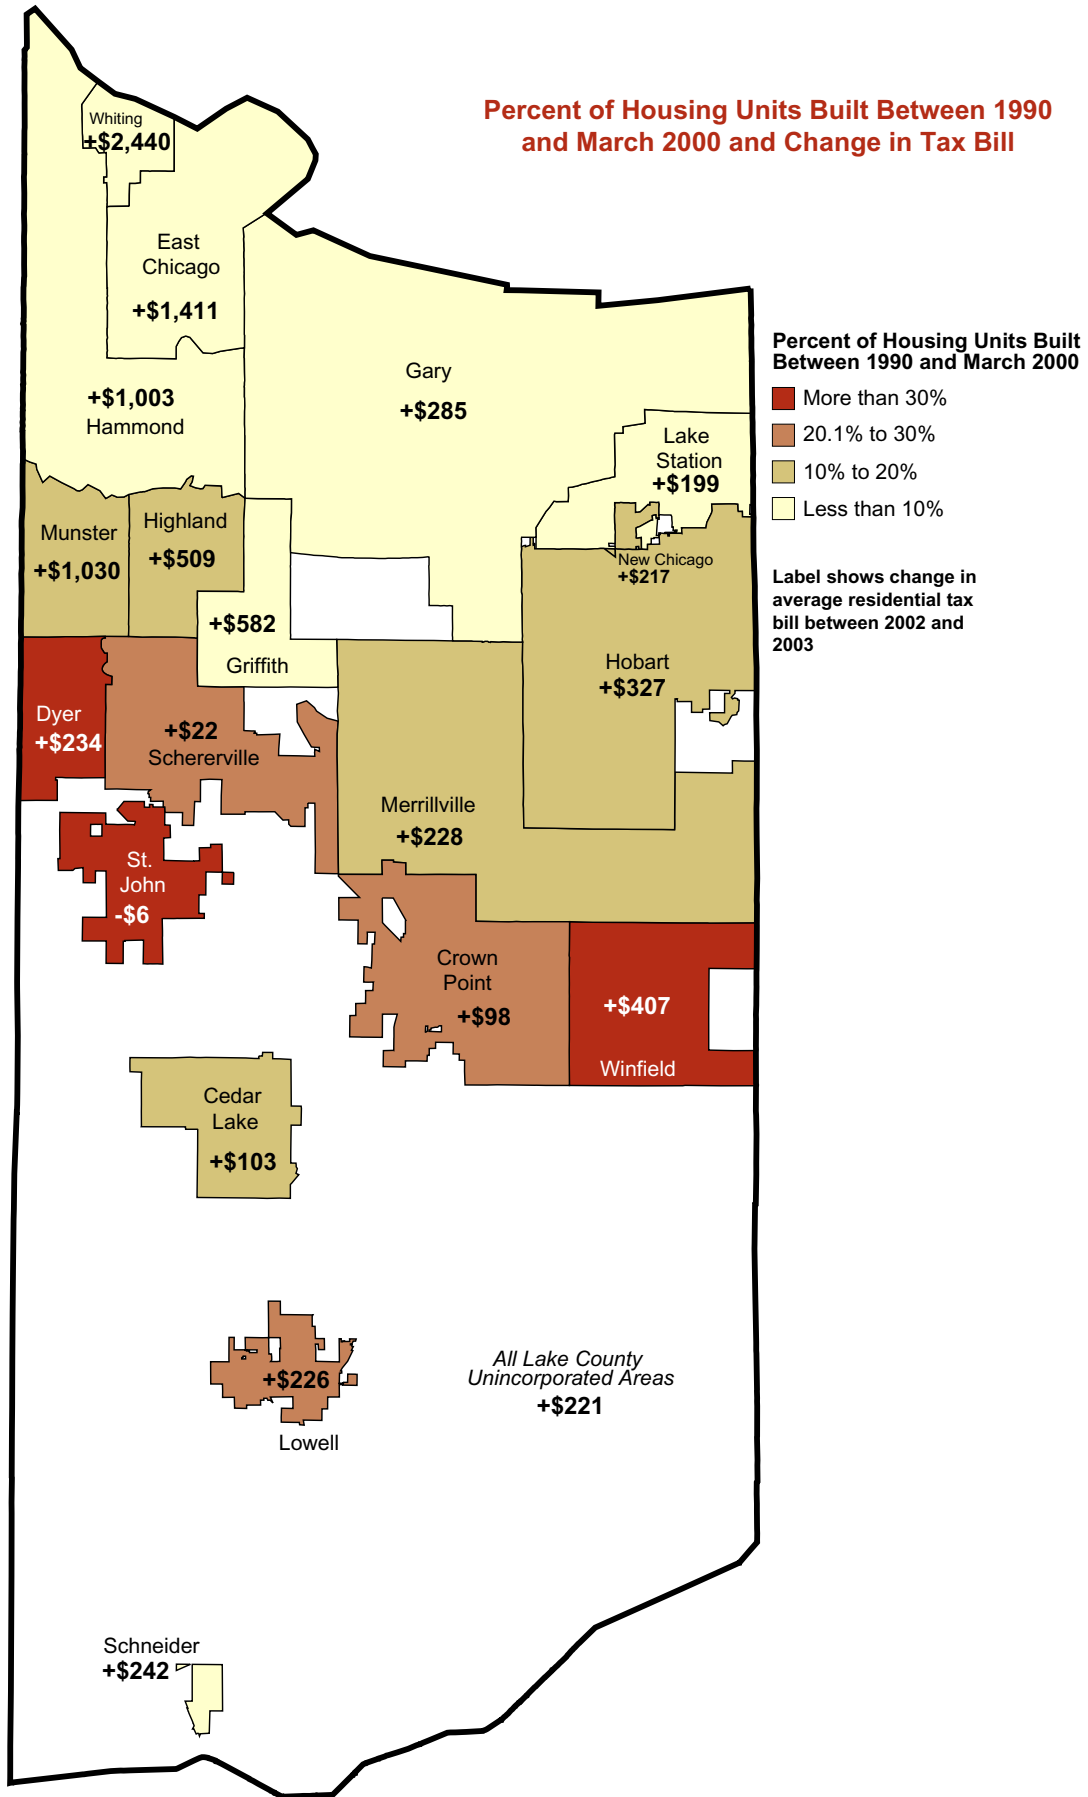 Percent of Housing Units Built Between 1990
and March 2000 and Change in Tax Bill
Whiting
+$2,440
East
Chicago
+$1,411
+$1,003
Hammond
Gary
+$285
Lake
Station
+$199
Percent of Housing Units Built
Between 1990 and March 2000
More than 30%
20.1% to 30%
10% to 20%
Less than 10%
Label shows change in
average residential tax
bill between 2002 and
2003
Munster
+$1,030
Highland
+$509
New Chicago
+$217
+$582
Griffith
Hobart
+$327
Dyer
+$234
+$22
Schererville
Merrillville
+$228
St.
John
-$6
Crown
Point
+$98
+$407
Winfield
Cedar
Lake
+$103
+$226
Lowell
All Lake County
Unincorporated Areas
+$221
Schneider
+$242